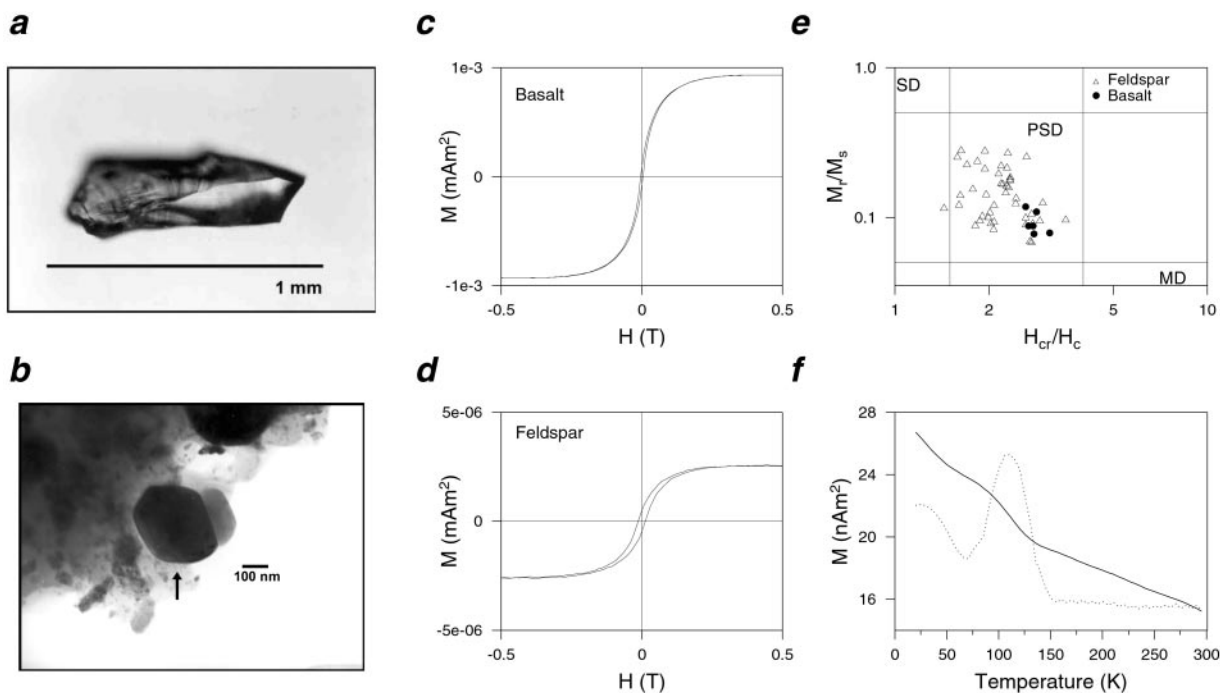 a
1 mm
b
100 nm
c
Basalt
1e-3
0
-1e-3
M (mAm²)
-0.5 0 0.5
H (T)
d
Feldspar
5e-06
0
-5e-06
M (mAm²)
-0.5 0 0.5
H (T)
e
SD
Feldspar
Basalt
PSD
MD
1.0
0.1
Mr/Ms
1 2 5 10
Hcr/Hc
f
28
24
20
16
M (nAm²)
0 50 100 150 200 250 300
Temperature (K)